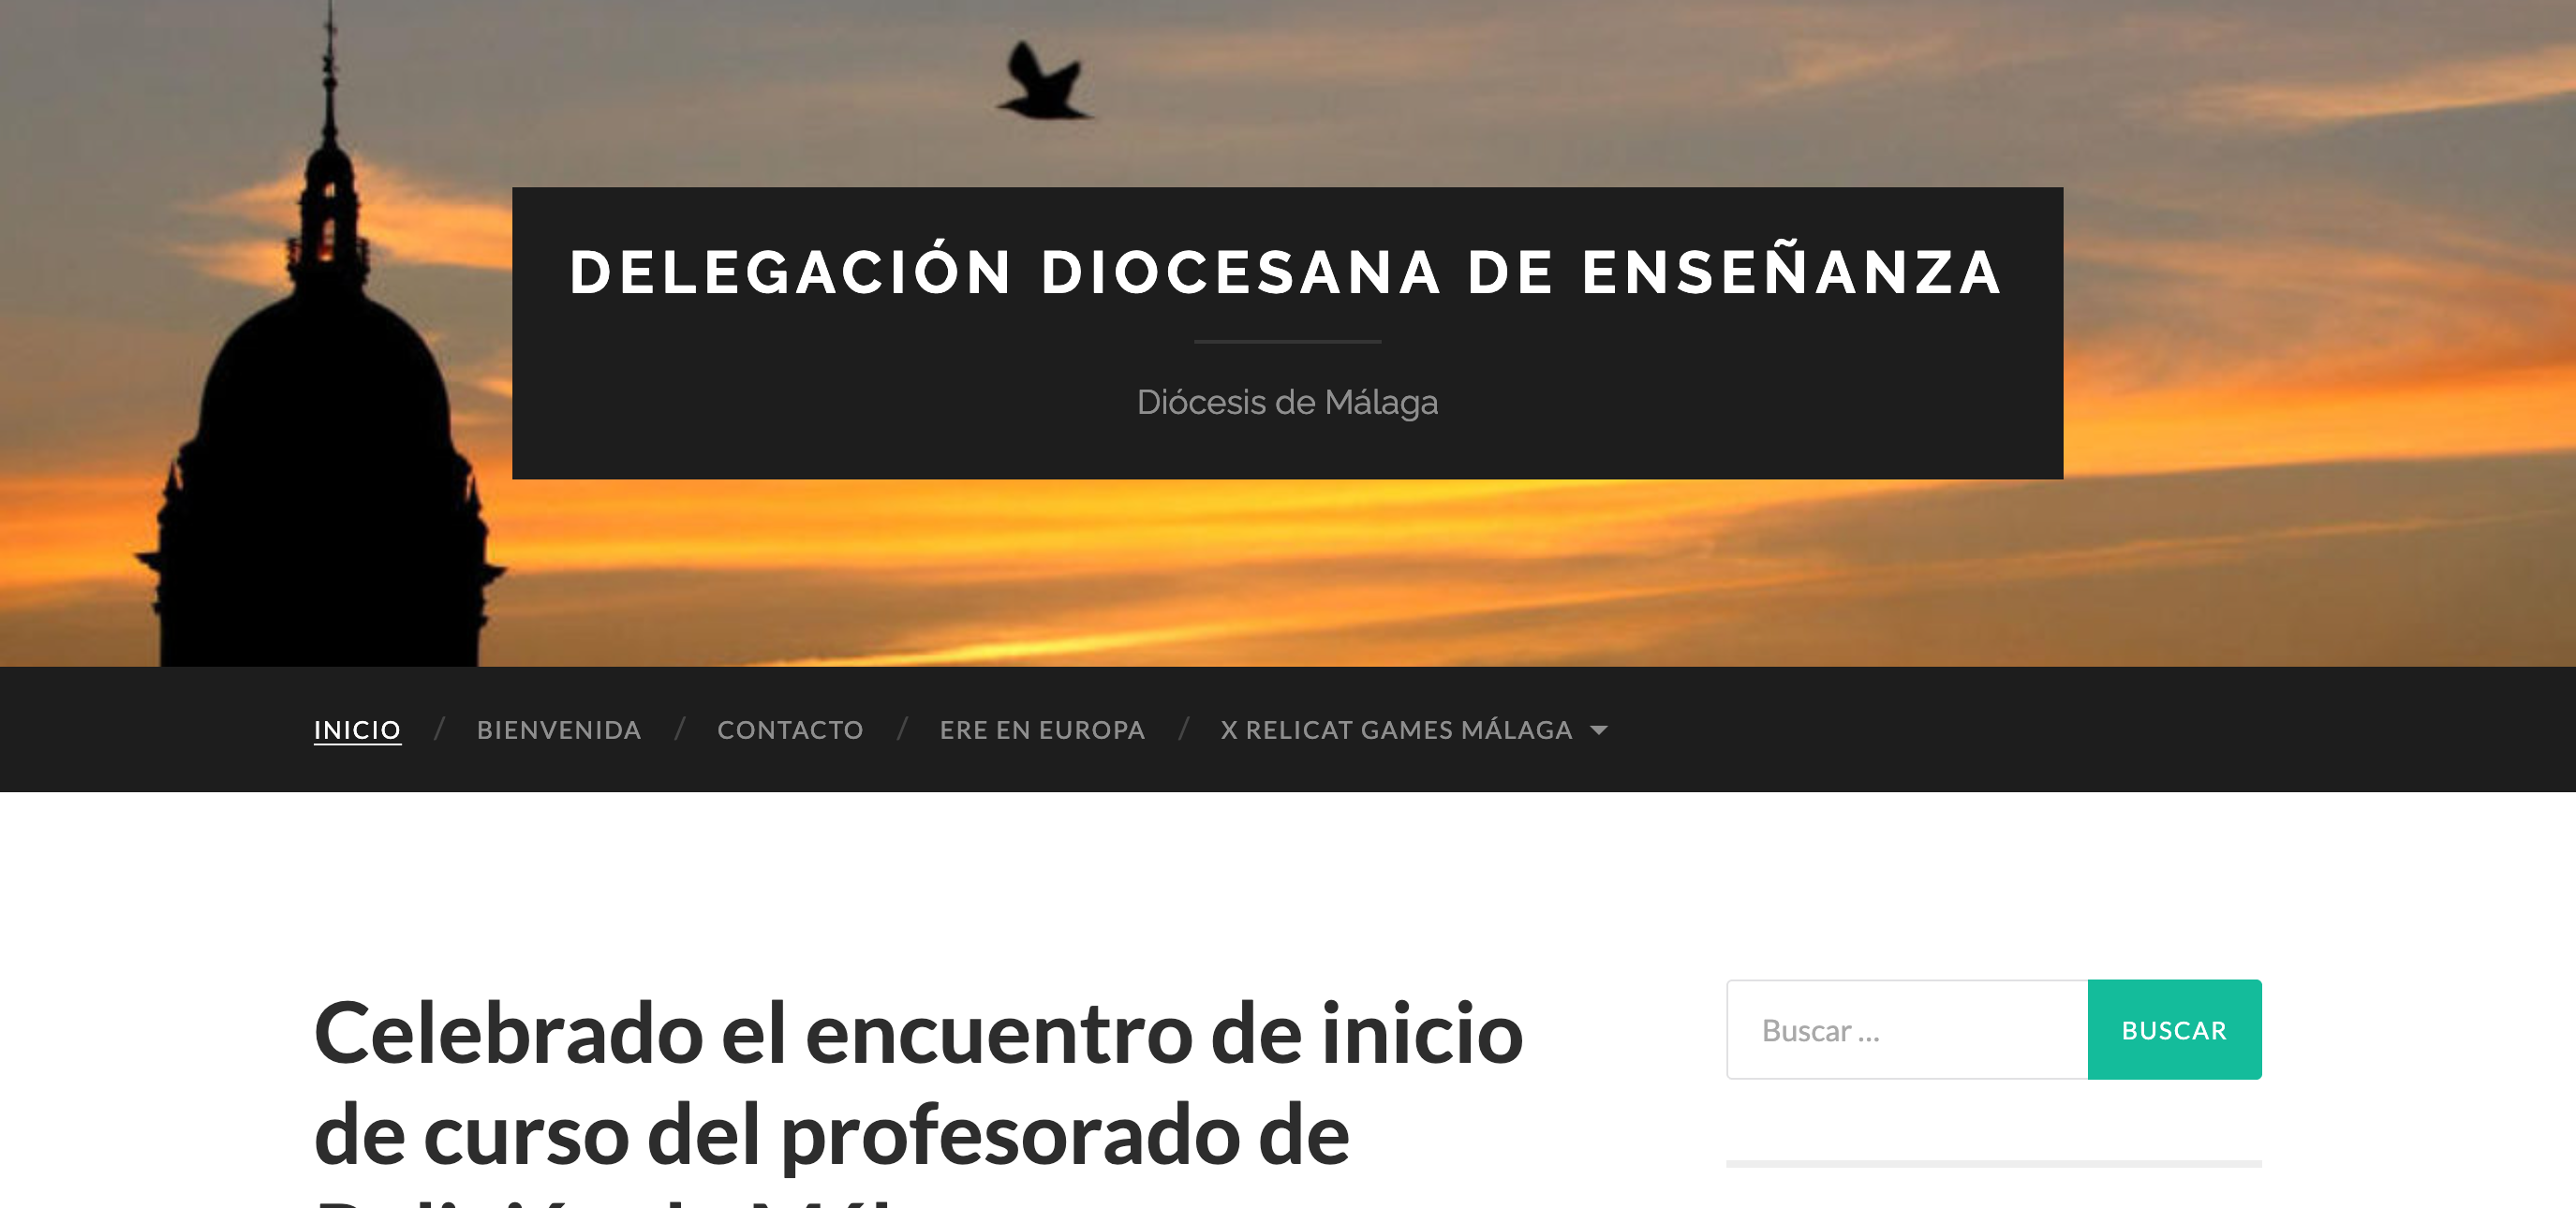 DELEGACIÓN DIOCESANA DE ENSEÑANZA
Diócesis de Málaga
INICIO / BIENVENIDA / CONTACTO / ERE EN EUROPA / X RELICAT GAMES MÁLAGA
Celebrado el encuentro de inicio
de curso del profesorado de
Buscar ...
BUSCAR